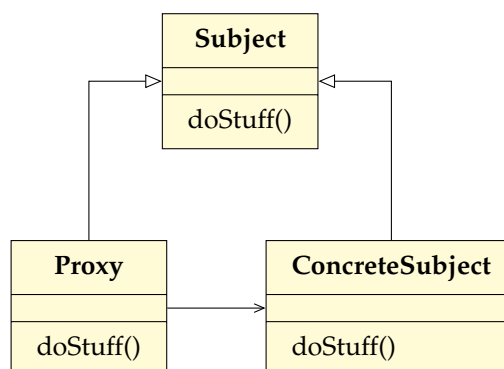 Subject
doStuff()
Proxy
doStuff()
ConcreteSubject
doStuff()